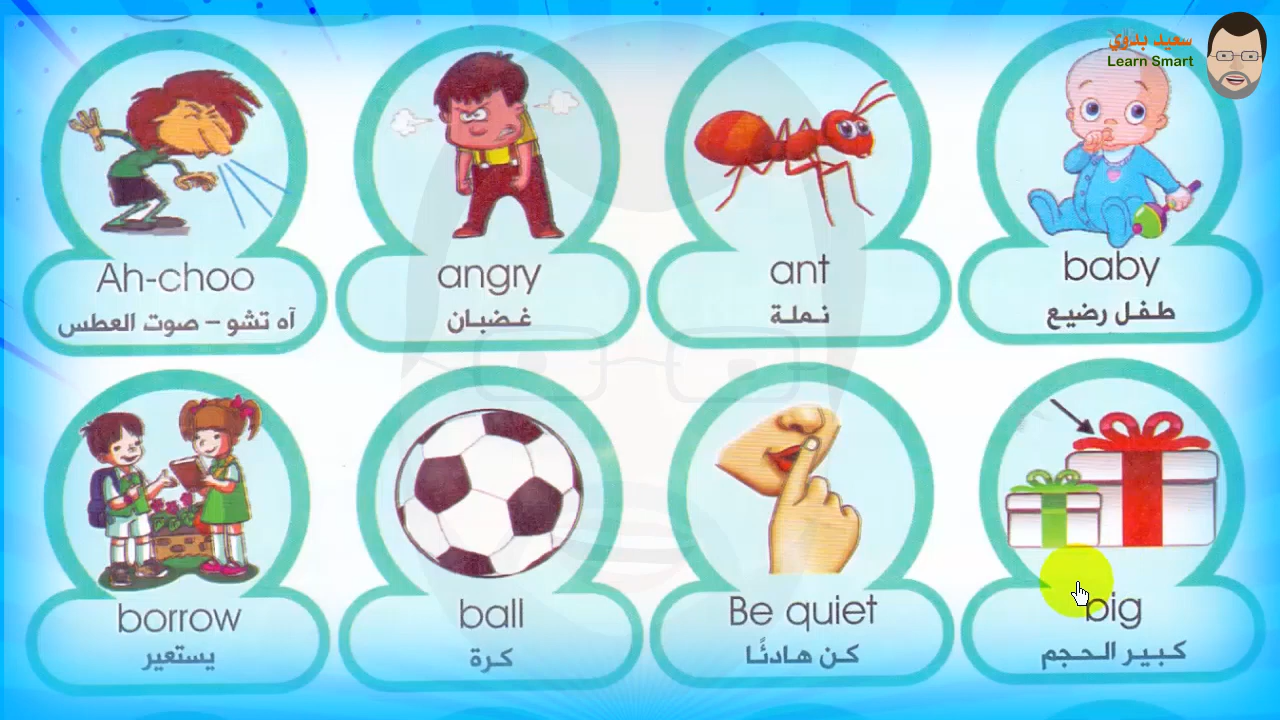 سعيد بدوي
Learn Smart
Ah-choo
آه تشو – صوت العطس
angry
غضبان
ant
نملة
baby
طفل رضيع
borrow
يستعير
ball
كرة
Be quiet
كن هادئًا
big
كبير الحجم